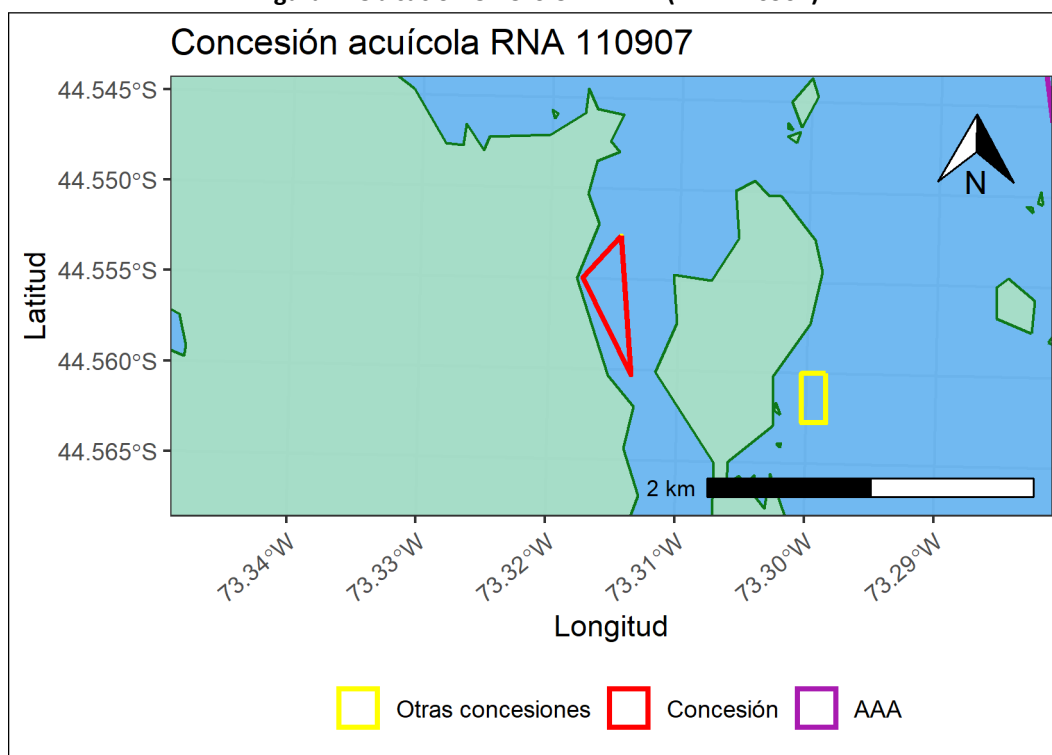 Concesión acuícola RNA 110907
44.545°S
44.550°S
44.555°S
44.560°S
44.565°S
Latitud
N
2 km
73.34°W
73.33°W
73.32°W
73.31°W
73.30°W
73.29°W
Longitud
Otras concesiones
Concesión
AAA